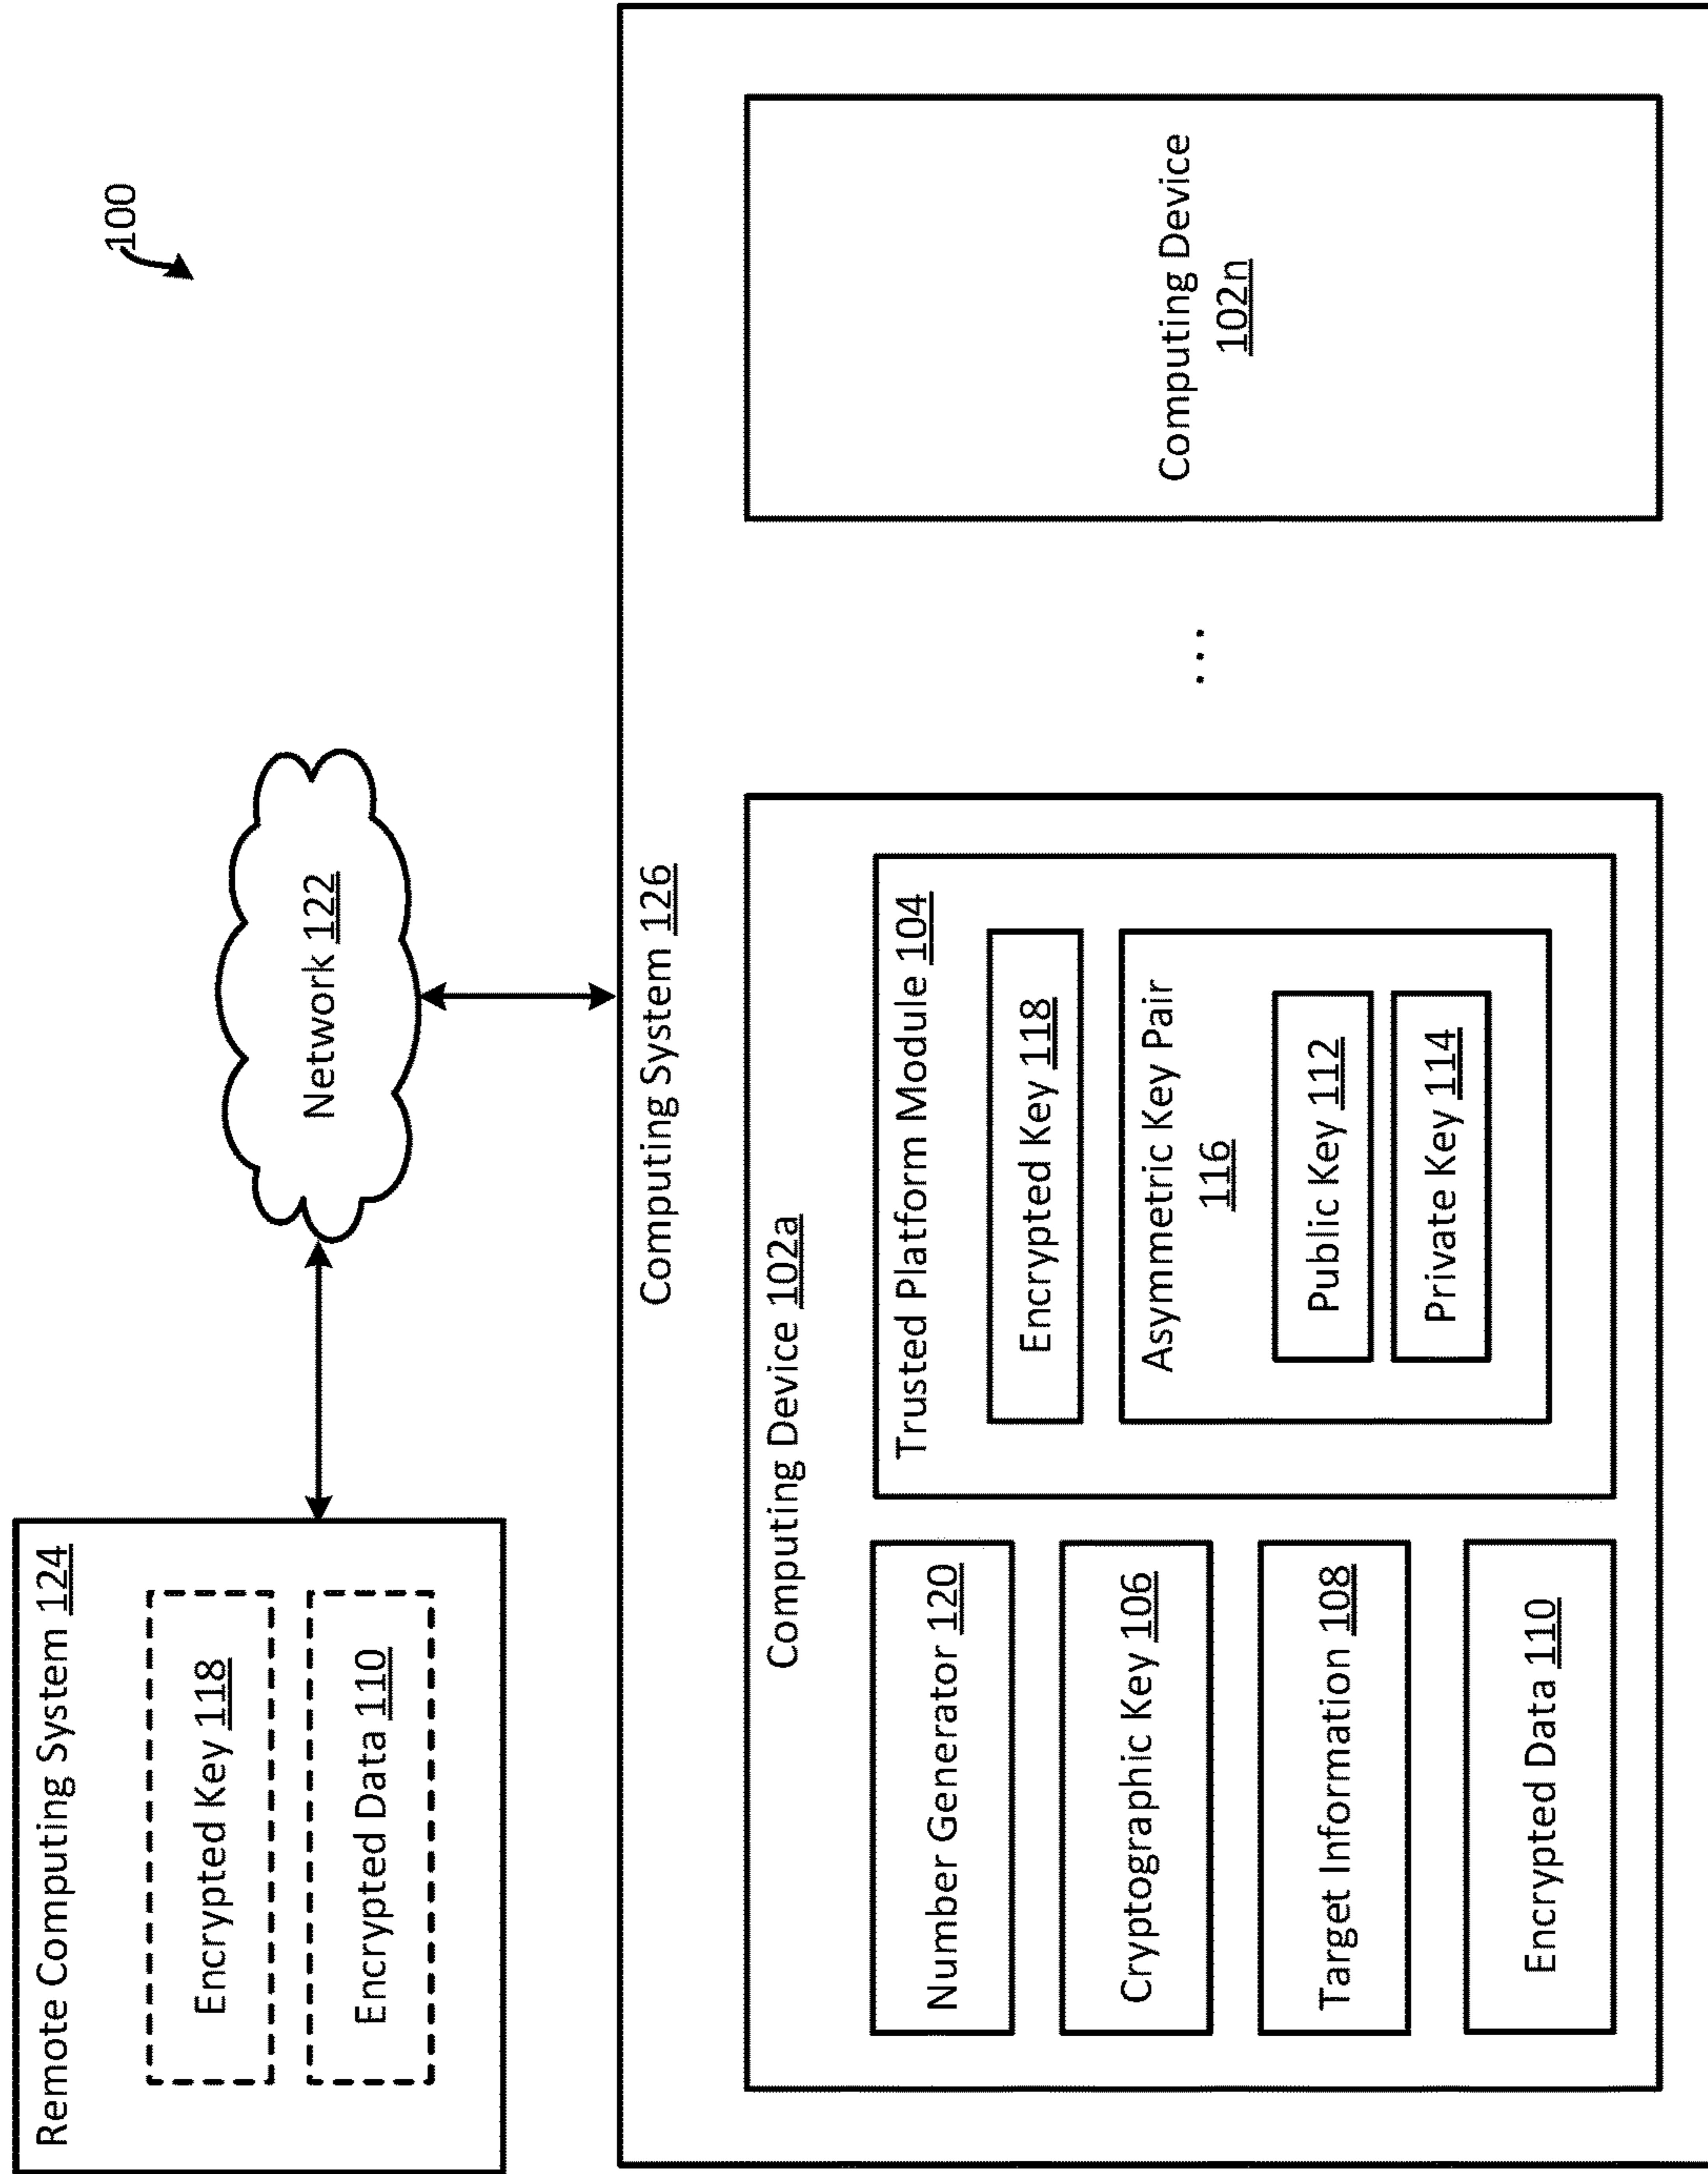 100
Remote Computing System 124
Encrypted Key 118
Encrypted Data 110
Network 122
Computing System 126
Computing Device 102a
Number Generator 120
Cryptographic Key 106
Target Information 108
Encrypted Data 110
Trusted Platform Module 104
Encrypted Key 118
Asymmetric Key Pair
116
Public Key 112
Private Key 114
...
Computing Device
102n